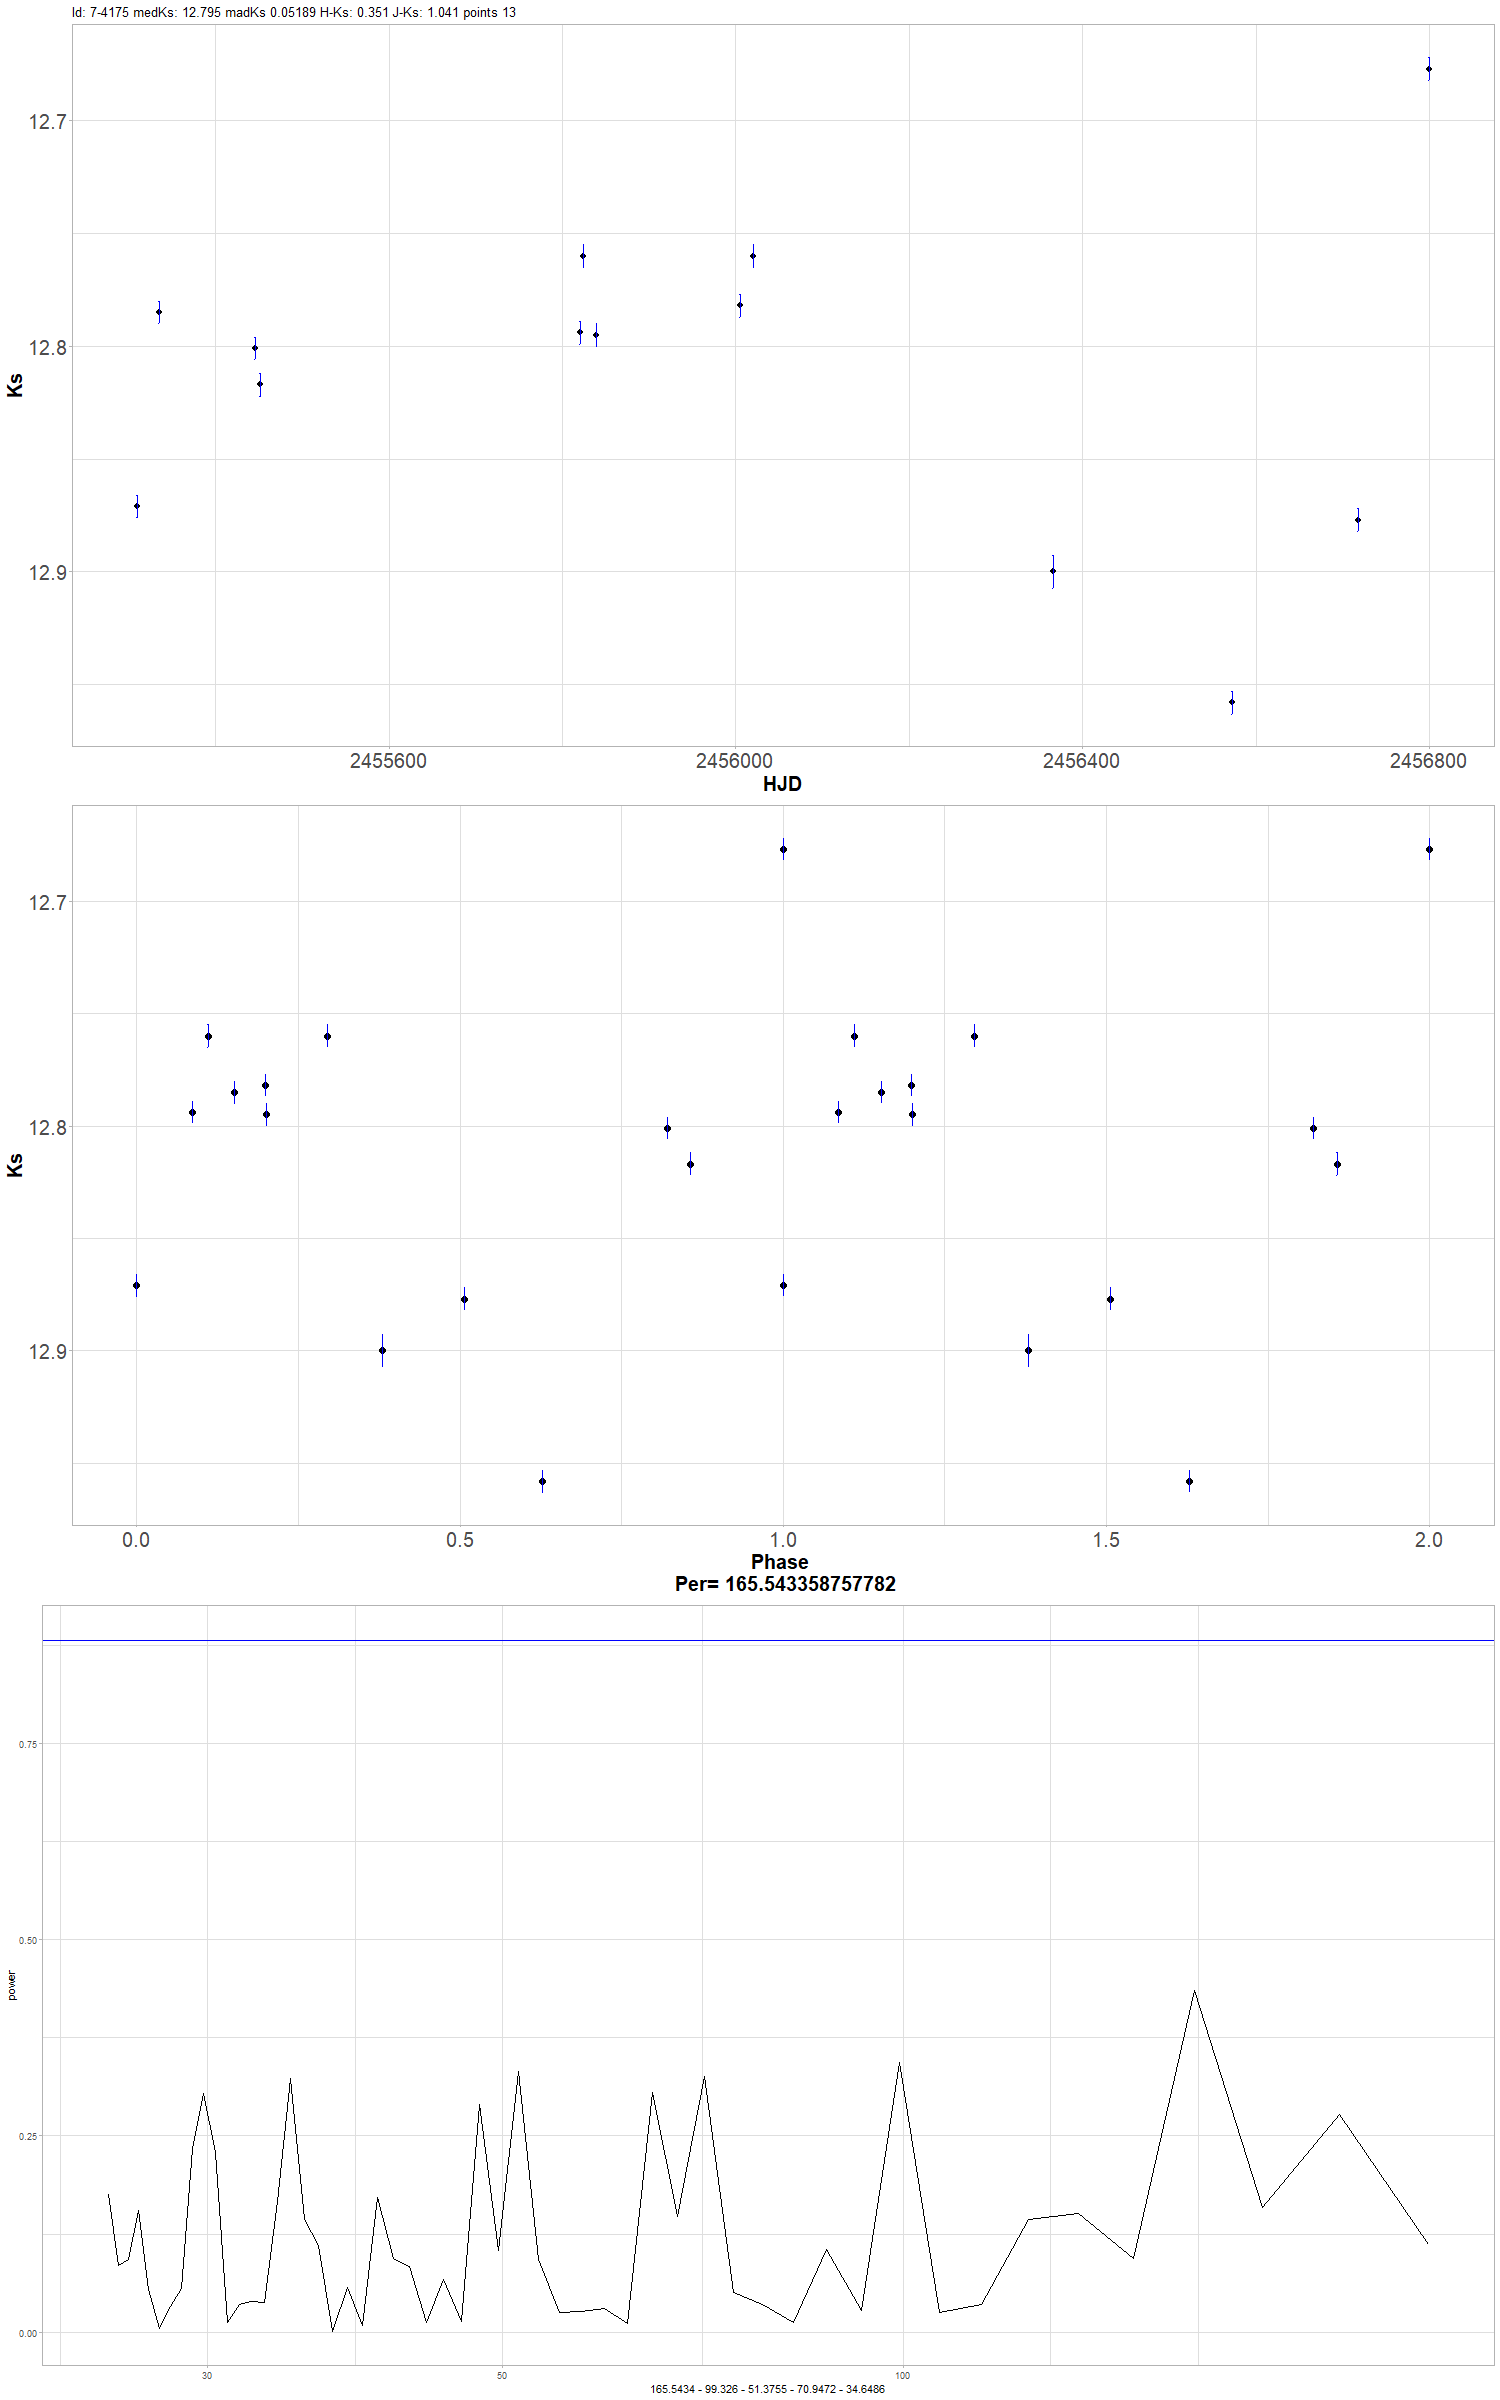 Id: 7-4175 medKs: 12.795 madKs 0.05189 H-Ks: 0.351 J-Ks: 1.041 points 13
12.7
12.8
12.9
Ks
2455600 2456000 2456400 2456800
HJD
12.7
12.8
12.9
Ks
0.0 0.5 1.0 1.5 2.0
Phase
Per= 165.543358757782
0.75
0.50
0.25
0.00
power
30 50 100
165.5434 - 99.326 - 51.3755 - 70.9472 - 34.6486